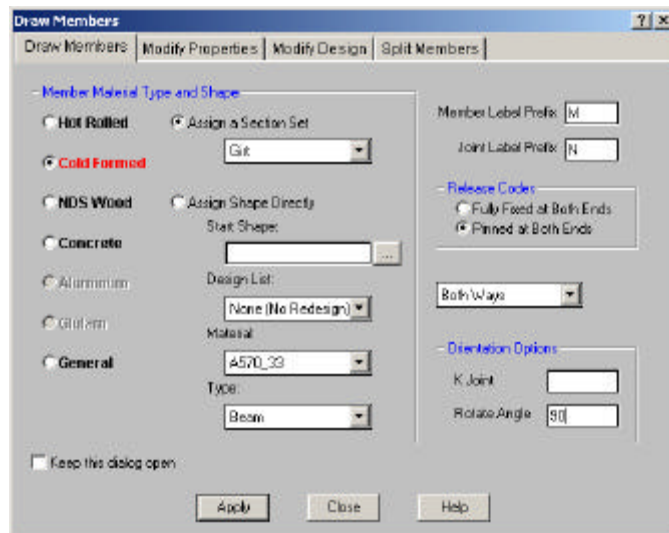 Draw Members
Draw Members
Modify Properties
Modify Design
Split Members
Member Material Type and Shape
Hot Rolled
Cold Formed
NDS Wood
Concrete
Aluminum
Glulam
General
Assign a Section Set
Girt
Assign Shape Directly
Start Shape:
...
Design List:
None (No Redesign)
Material
A570_33
Type:
Beam
Member Label Prefix M
Joint Label Prefix N
Release Codes
Fully Fixed at Both Ends
Pinned at Both Ends
Both Ways
Orientation Options
K Joint
Rotate Angle 90
Keep this dialog open
Apply
Close
Help